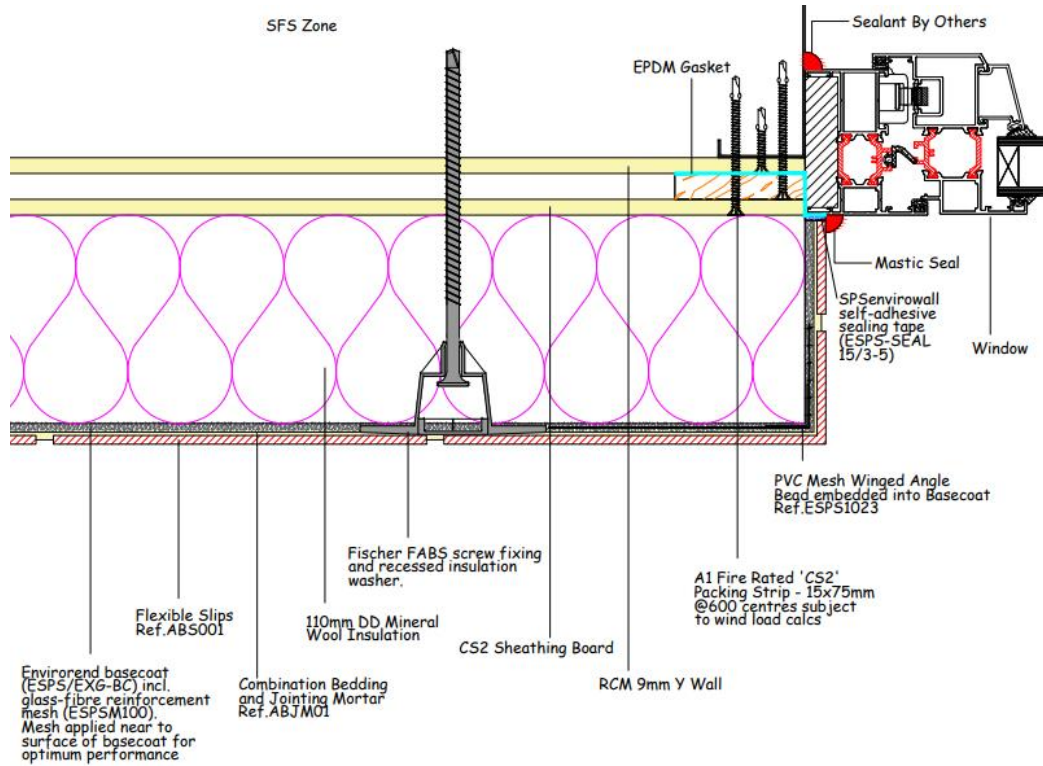 SFS Zone
Sealant By Others
EPDM Gasket
Mastic Seal
SPSenvirowall
self-adhesive
sealing tape
(ESPS-SEAL
15/3-5)
Window
PVC Mesh Winged Angle
Bead embedded into Basecoat
Ref.ESPS1023
Fischer FABS screw fixing
and recessed insulation
washer.
A1 Fire Rated 'CS2'
Packing Strip - 15x75mm
@600 centres subject
to wind load calcs
Flexible Slips
Ref.ABS001
110mm DD Mineral
Wool Insulation
CS2 Sheathing Board
RCM 9mm Y Wall
Envirorend basecoat
(ESPS/EXG-BC) incl.
glass-fibre reinforcement
mesh (ESPSM100).
Mesh applied near to
surface of basecoat for
optimum performance
Combination Bedding
and Jointing Mortar
Ref.ABJM01